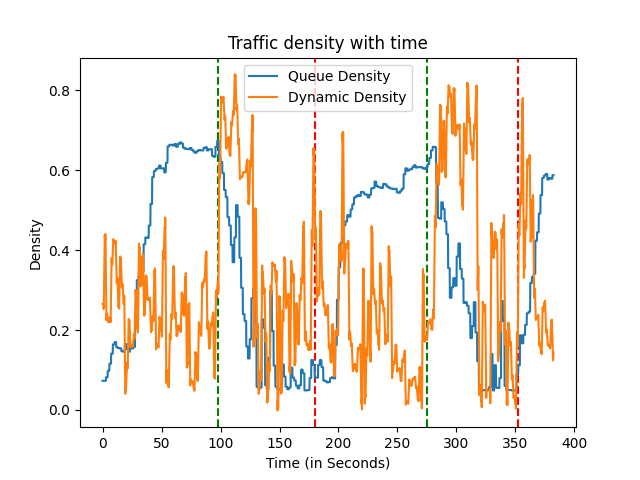 Traffic density with time
Queue Density
Dynamic Density
0.8
0.6
0.4
0.2
0.0
Density
0 50 100 150 200 250 300 350 400
Time (in Seconds)